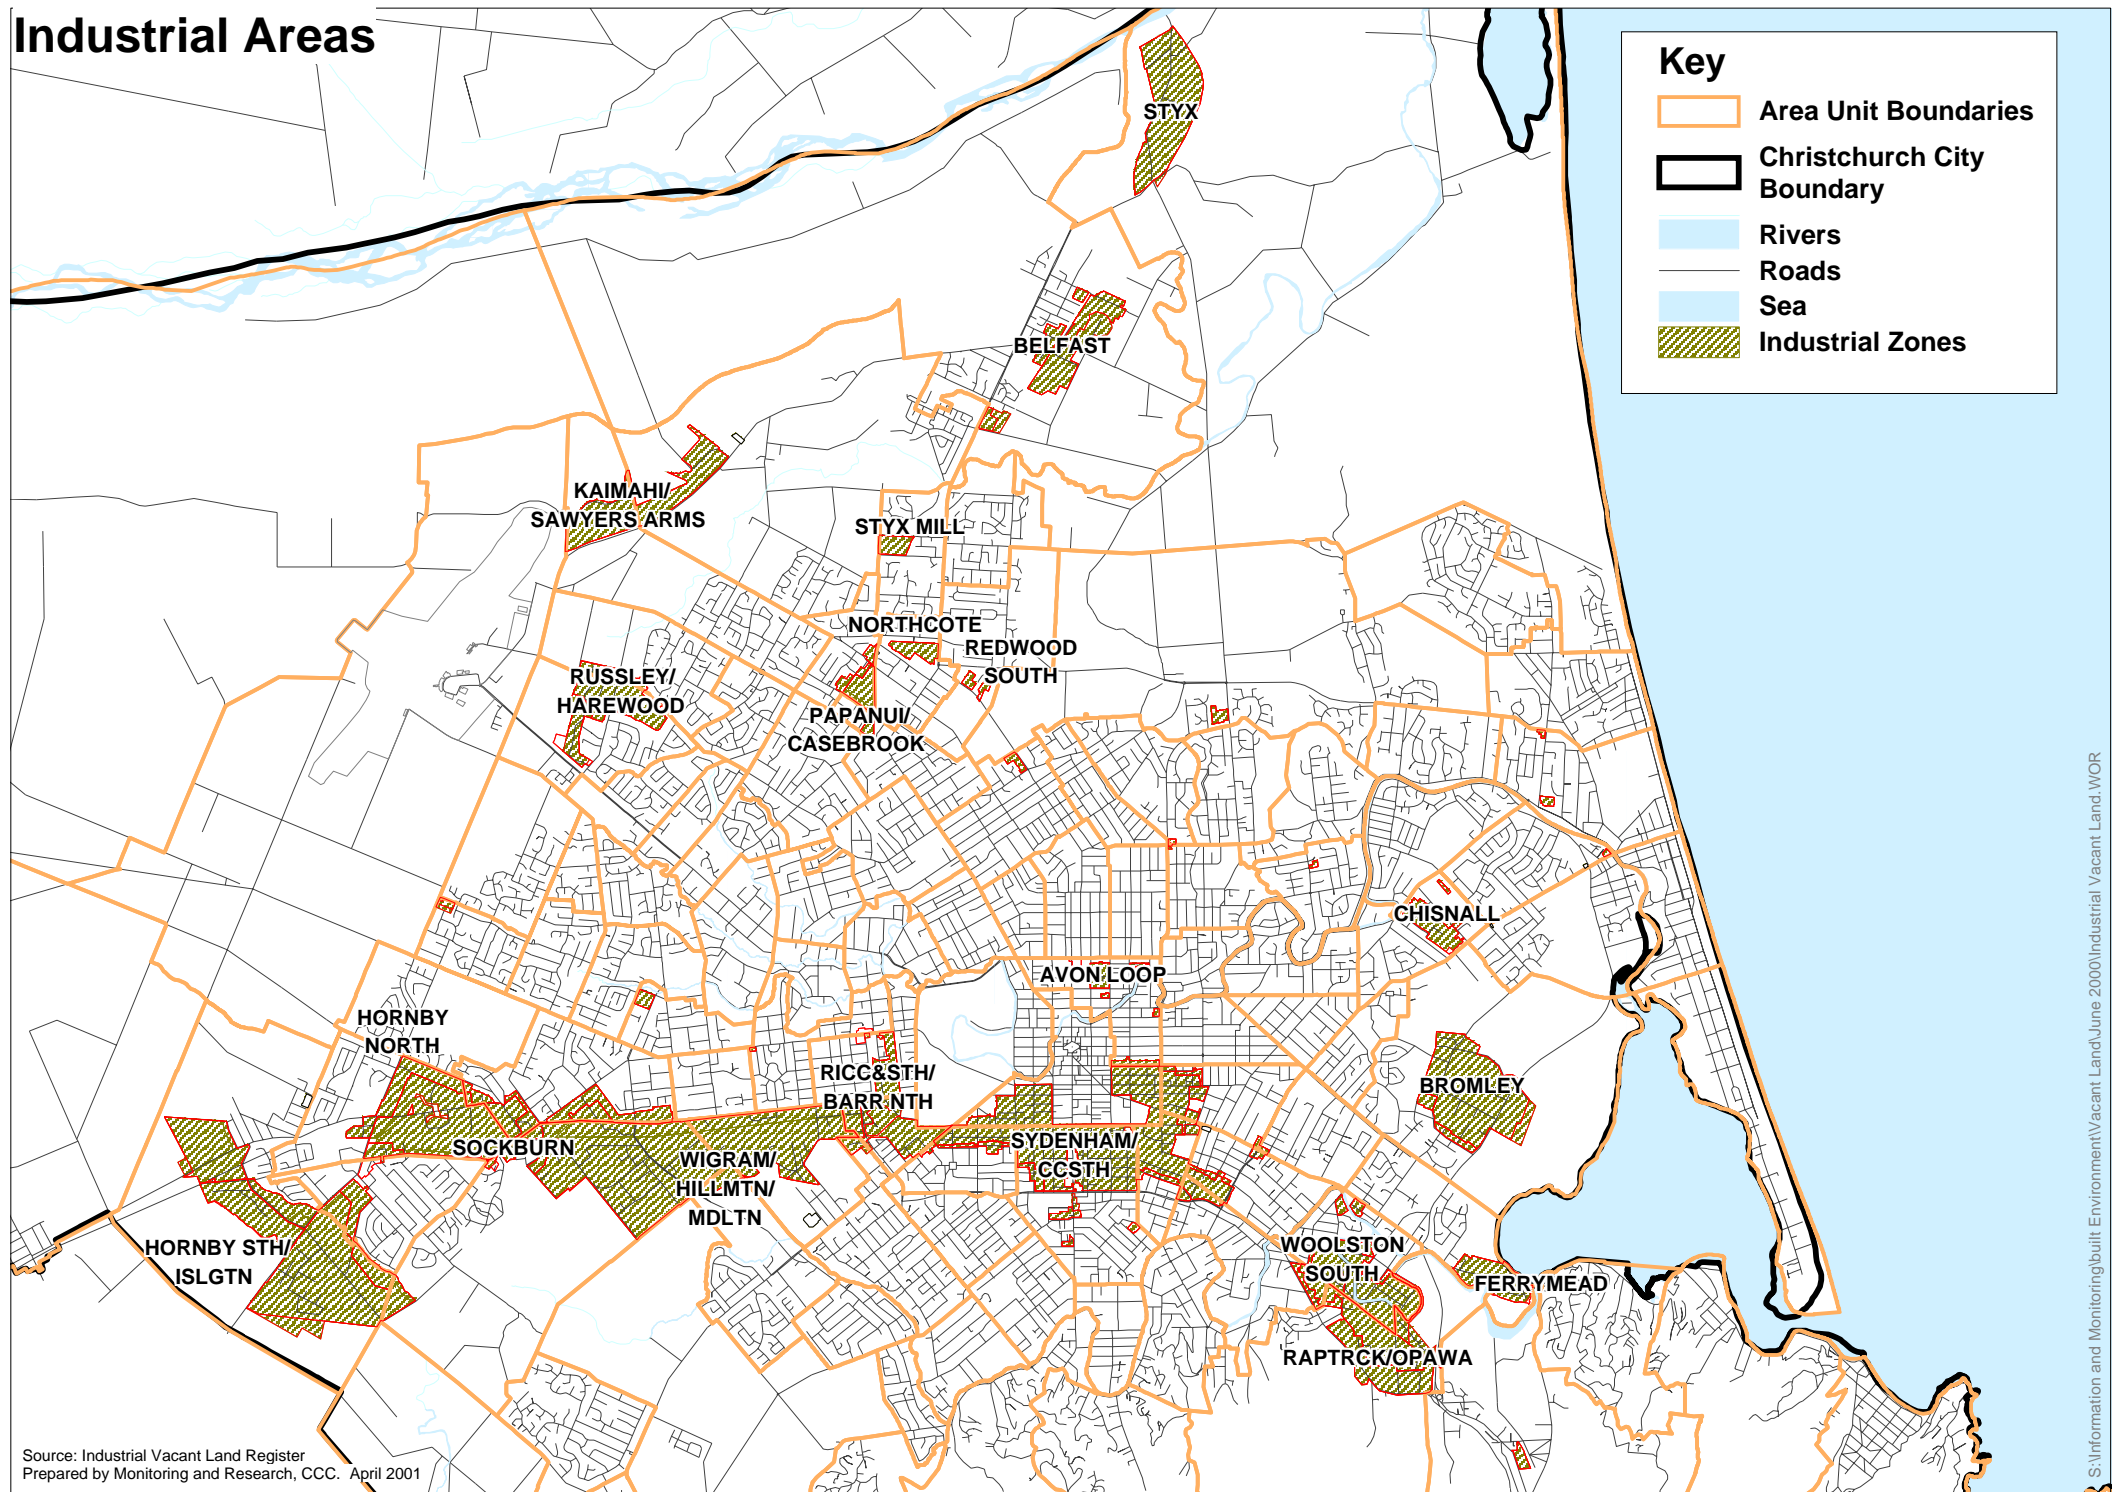 Industrial Areas
Key
Area Unit Boundaries
Christchurch City
Boundary
Rivers
Roads
Sea
Industrial Zones
STYX
BELFAST
KAIMAHI/
SAWYERS ARMS
STYX MILL
NORTHCOTE
REDWOOD
SOUTH
RUSSLEY/
HAREWOOD
PAPANUI/
CASEBROOK
CHISNALL
AVON LOOP
HORNBY
NORTH
RICC&STH/
BARR NTH
BROMLEY
SOCKBURN
SYDENHAM/
CCSTH
WIGRAM/
HILLMTN/
MDLTN
HORNBY STH/
ISLGTN
WOOLSTON
SOUTH
FERRYMEAD
RAPTRCK/OPAWA
Source: Industrial Vacant Land Register
Prepared by Monitoring and Research, CCC. April 2001
S:\Information and Monitoring\built Environment\Vacant Land\June 2000\Industrial Vacant Land.WOR